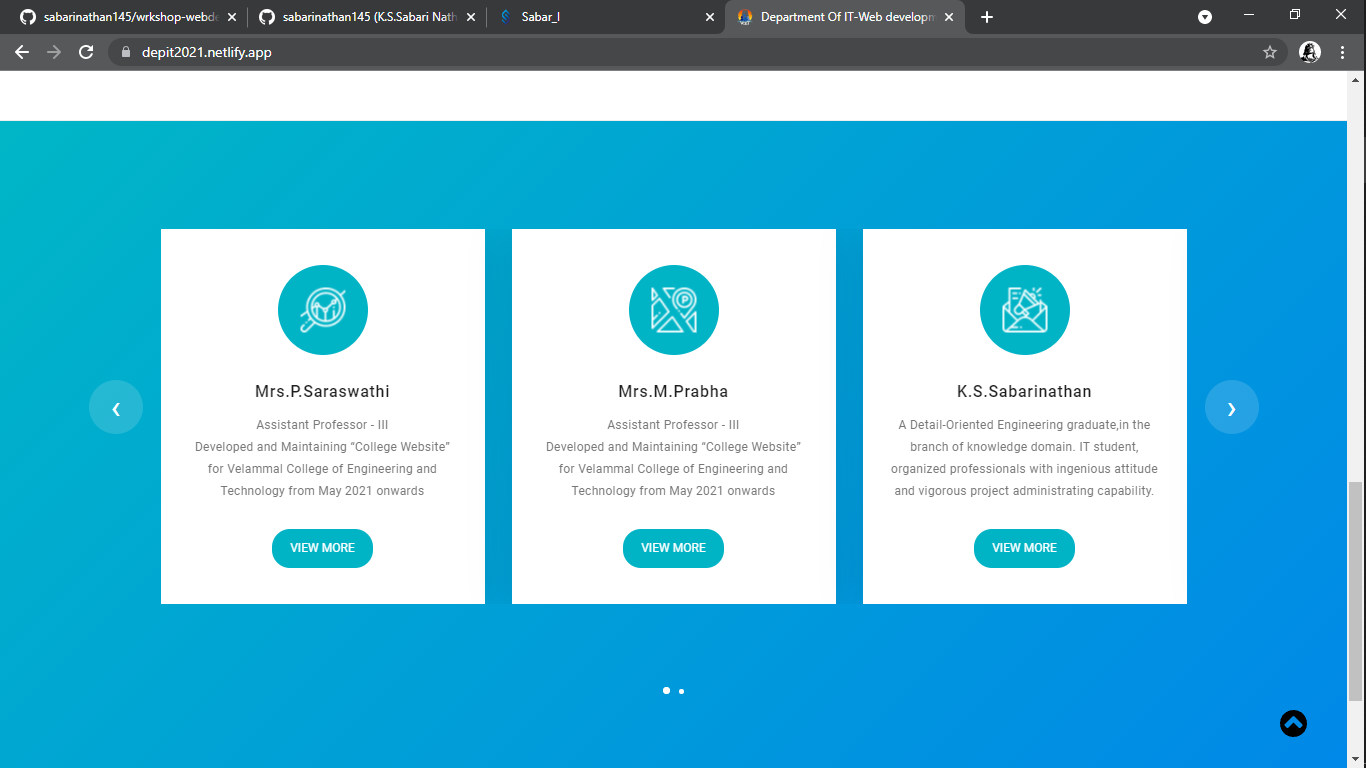 sabarinathan145/wrkshop-webde
sabarinathan145 (K.S.Sabari Nath
Sabar_I
Department Of IT-Web developm
depit2021.netlify.app
P
Mrs.P.Saraswathi
Assistant Professor - III
Developed and Maintaining “College Website”
for Velammal College of Engineering and
Technology from May 2021 onwards
VIEW MORE
Mrs.M.Prabha
Assistant Professor - III
Developed and Maintaining “College Website”
for Velammal College of Engineering and
Technology from May 2021 onwards
VIEW MORE
K.S.Sabarinathan
A Detail-Oriented Engineering graduate,in the
branch of knowledge domain. IT student,
organized professionals with ingenious attitude
and vigorous project administrating capability.
VIEW MORE